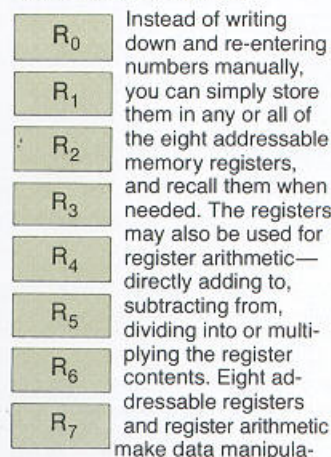 R0
R1
R2
R3
R4
R5
R6
R7
Instead of writing
down and re-entering
numbers manually,
you can simply store
them in any or all of
the eight addressable
memory registers,
and recall them when
needed. The registers
may also be used for
register arithmetic—
directly adding to,
subtracting from,
dividing into or multi-
plying the register
contents. Eight ad-
dressable registers
and register arithmetic
make data manipula-